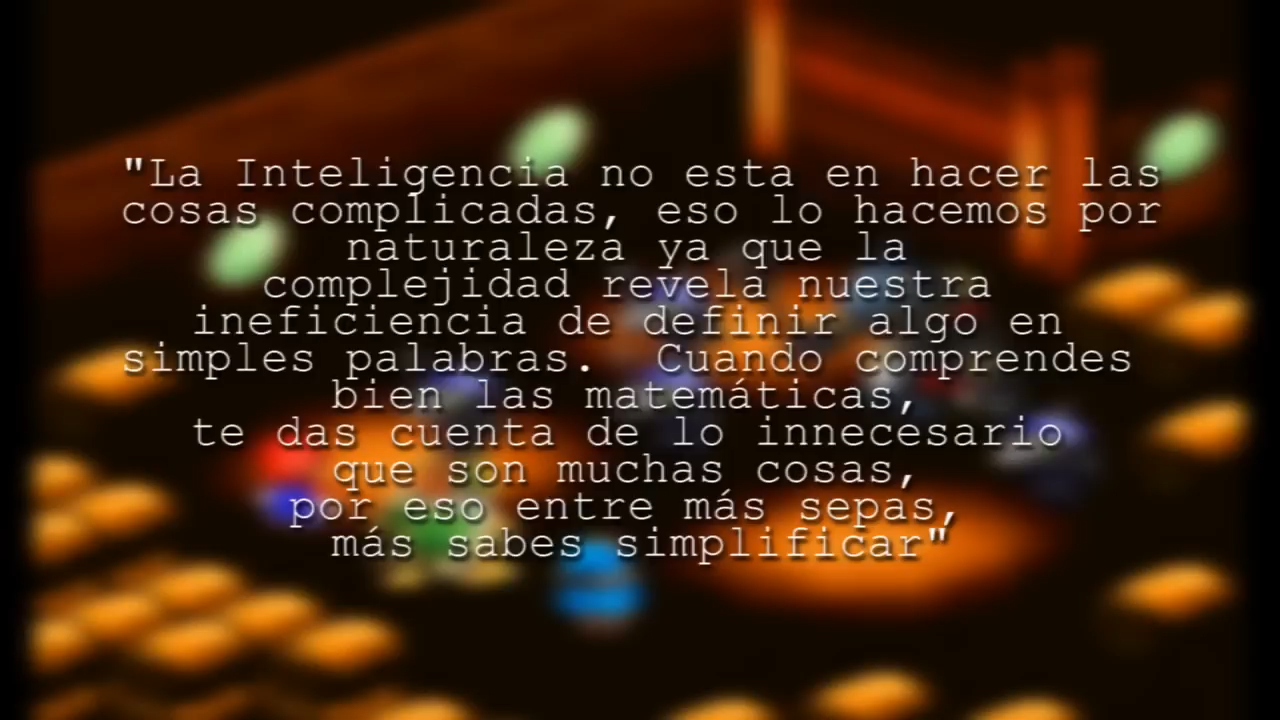 "La Inteligencia no esta en hacer las
cosas complicadas, eso lo hacemos por
naturaleza ya que la
complejidad revela nuestra
ineficiencia de definir algo en
simples palabras.  Cuando comprendes
bien las matemáticas,
te das cuenta de lo innecesario
que son muchas cosas,
por eso entre más sepas,
más sabes simplificar"